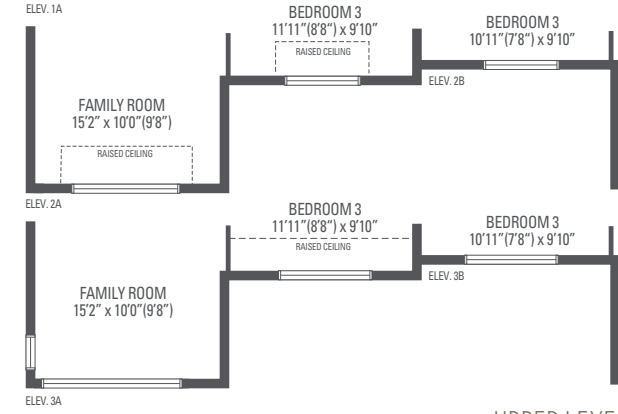 ELEV. 1A
BEDROOM 3
11'11"(8'8") x 9'10"
RAISED CEILING
BEDROOM 3
10'11"(7'8") x 9'10"
ELEV. 2B
FAMILY ROOM
15'2" x 10'0"(9'8")
RAISED CEILING
ELEV. 2A
BEDROOM 3
11'11"(8'8") x 9'10"
RAISED CEILING
BEDROOM 3
10'11"(7'8") x 9'10"
ELEV. 3B
FAMILY ROOM
15'2" x 10'0"(9'8")
ELEV. 3A
UPPER LEVE